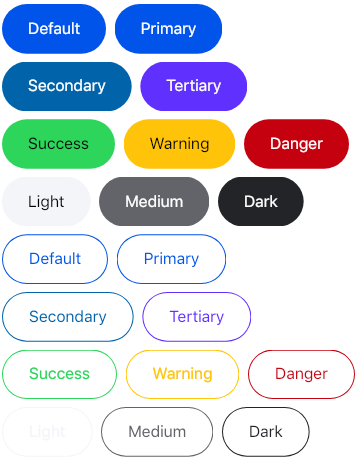 Default Primary
Secondary Tertiary
Success Warning Danger
Light Medium Dark
Default Primary
Secondary Tertiary
Success Warning Danger
Light Medium Dark